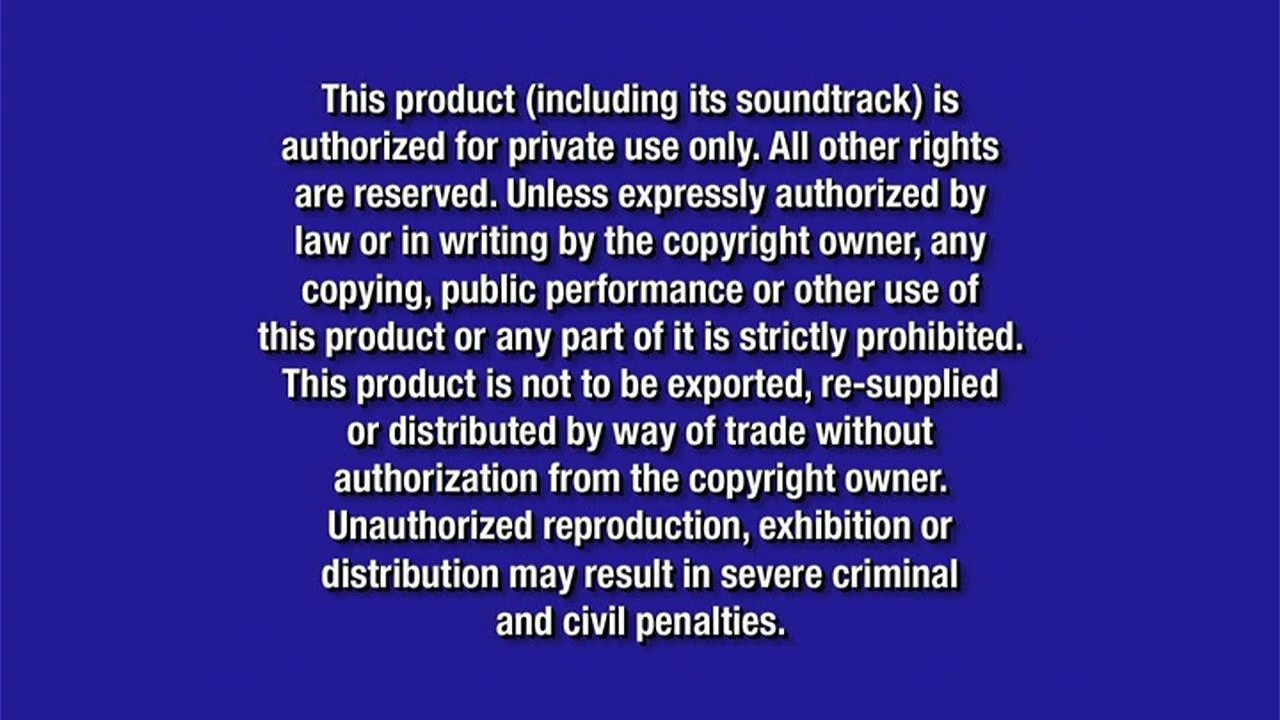 This product (including its soundtrack) is
authorized for private use only. All other rights
are reserved. Unless expressly authorized by
law or in writing by the copyright owner, any
copying, public performance or other use of
this product or any part of it is strictly prohibited.
This product is not to be exported, re-supplied
or distributed by way of trade without
authorization from the copyright owner.
Unauthorized reproduction, exhibition or
distribution may result in severe criminal
and civil penalties.